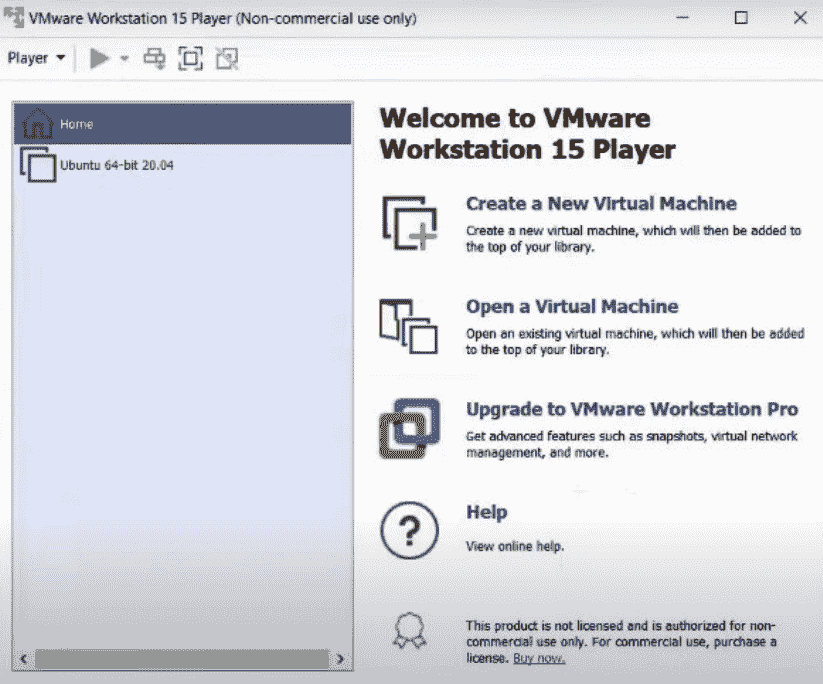 VMware Workstation 15 Player (Non-commercial use only)
Player
Home
Ubuntu 64-bit 20.04
Welcome to VMware
Workstation 15 Player
Create a New Virtual Machine
Create a new virtual machine, which will then be added to
the top of your library.
Open a Virtual Machine
Open an existing virtual machine, which will then be added
to the top of your library.
Upgrade to VMware Workstation Pro
Get advanced features such as snapshots, virtual network
management, and more.
Help
View online help.
This product is not licensed and is authorized for non-
commercial use only. For commercial use, purchase a
license. Buy now.